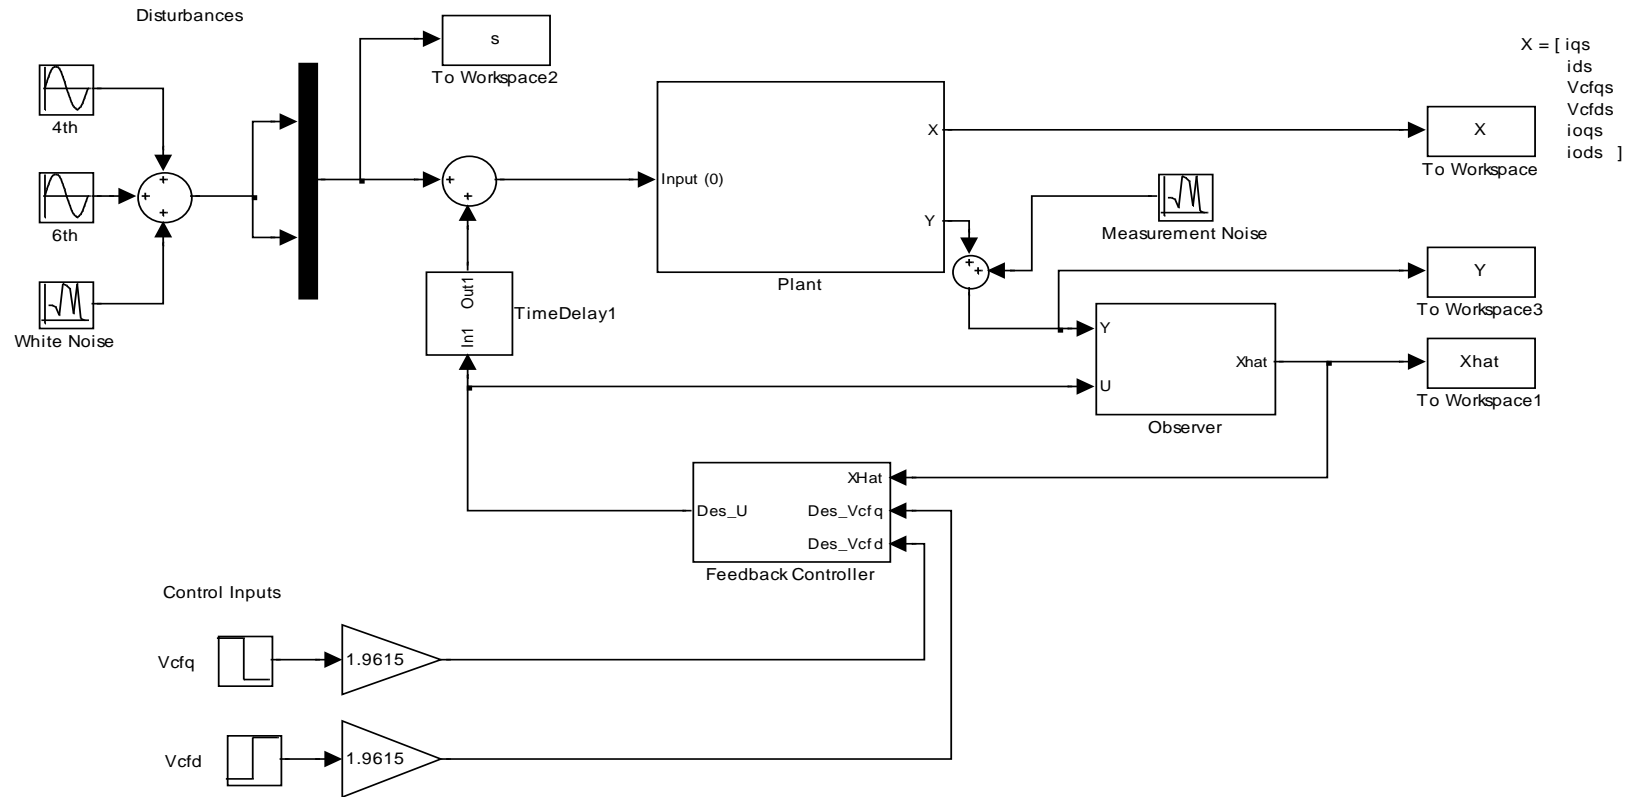 Disturbances
s
To Workspace2
X = [ iqs
ids
Vcfqs
Vcfds
ioqs
iods ]
4th
+
+
+
6th
White Noise
+
+
Input (0)
X
Y
Plant
X
To Workspace
Measurement Noise
+
+
Y
To Workspace3
Out1
In1
TimeDelay1
Y
U
Xhat
Observer
Xhat
To Workspace1
XHat
Des_U
Des_Vcfq
Des_Vcfd
Feedback Controller
Control Inputs
Vcfq
1.9615
Vcfd
1.9615